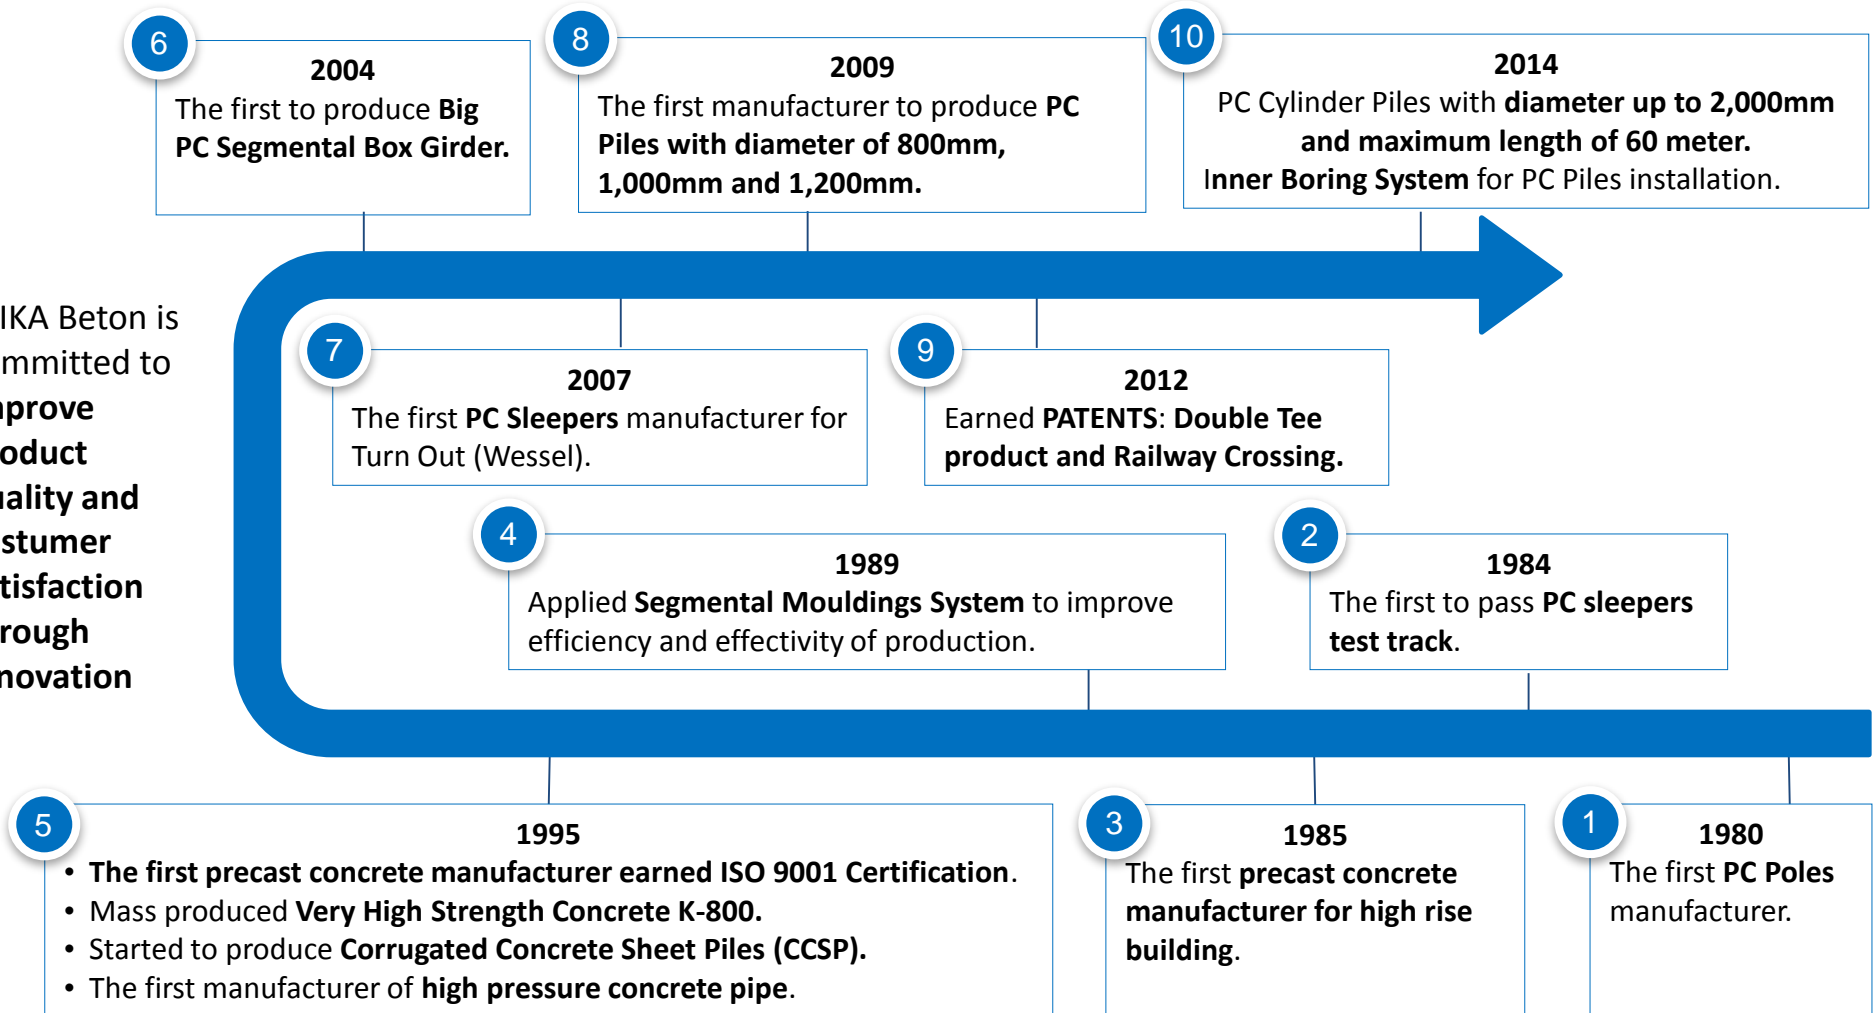 6
2004
The first to produce Big
PC Segmental Box Girder.
8
2009
The first manufacturer to produce PC
Piles with diameter of 800mm,
1,000mm and 1,200mm.
10
2014
PC Cylinder Piles with diameter up to 2,000mm
and maximum length of 60 meter.
Inner Boring System for PC Piles installation.
IKA Beton is
mmitted to
prove
oduct
ality and
stumer
tisfaction
rough
novation
7
2007
The first PC Sleepers manufacturer for
Turn Out (Wessel).
9
2012
Earned PATENTS: Double Tee
product and Railway Crossing.
4
1989
Applied Segmental Mouldings System to improve
efficiency and effectivity of production.
2
1984
The first to pass PC sleepers
test track.
5
1995
• The first precast concrete manufacturer earned ISO 9001 Certification.
• Mass produced Very High Strength Concrete K-800.
• Started to produce Corrugated Concrete Sheet Piles (CCSP).
• The first manufacturer of high pressure concrete pipe.
3
1985
The first precast concrete
manufacturer for high rise
building.
1
1980
The first PC Poles
manufacturer.